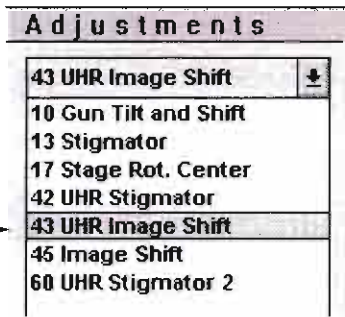 Adjustments
43 UHR Image Shift
10 Gun Tilt and Shift
13 Stigmator
17 Stage Rot. Center
42 UHR Stigmator
43 UHR Image Shift
45 Image Shift
60 UHR Stigmator 2